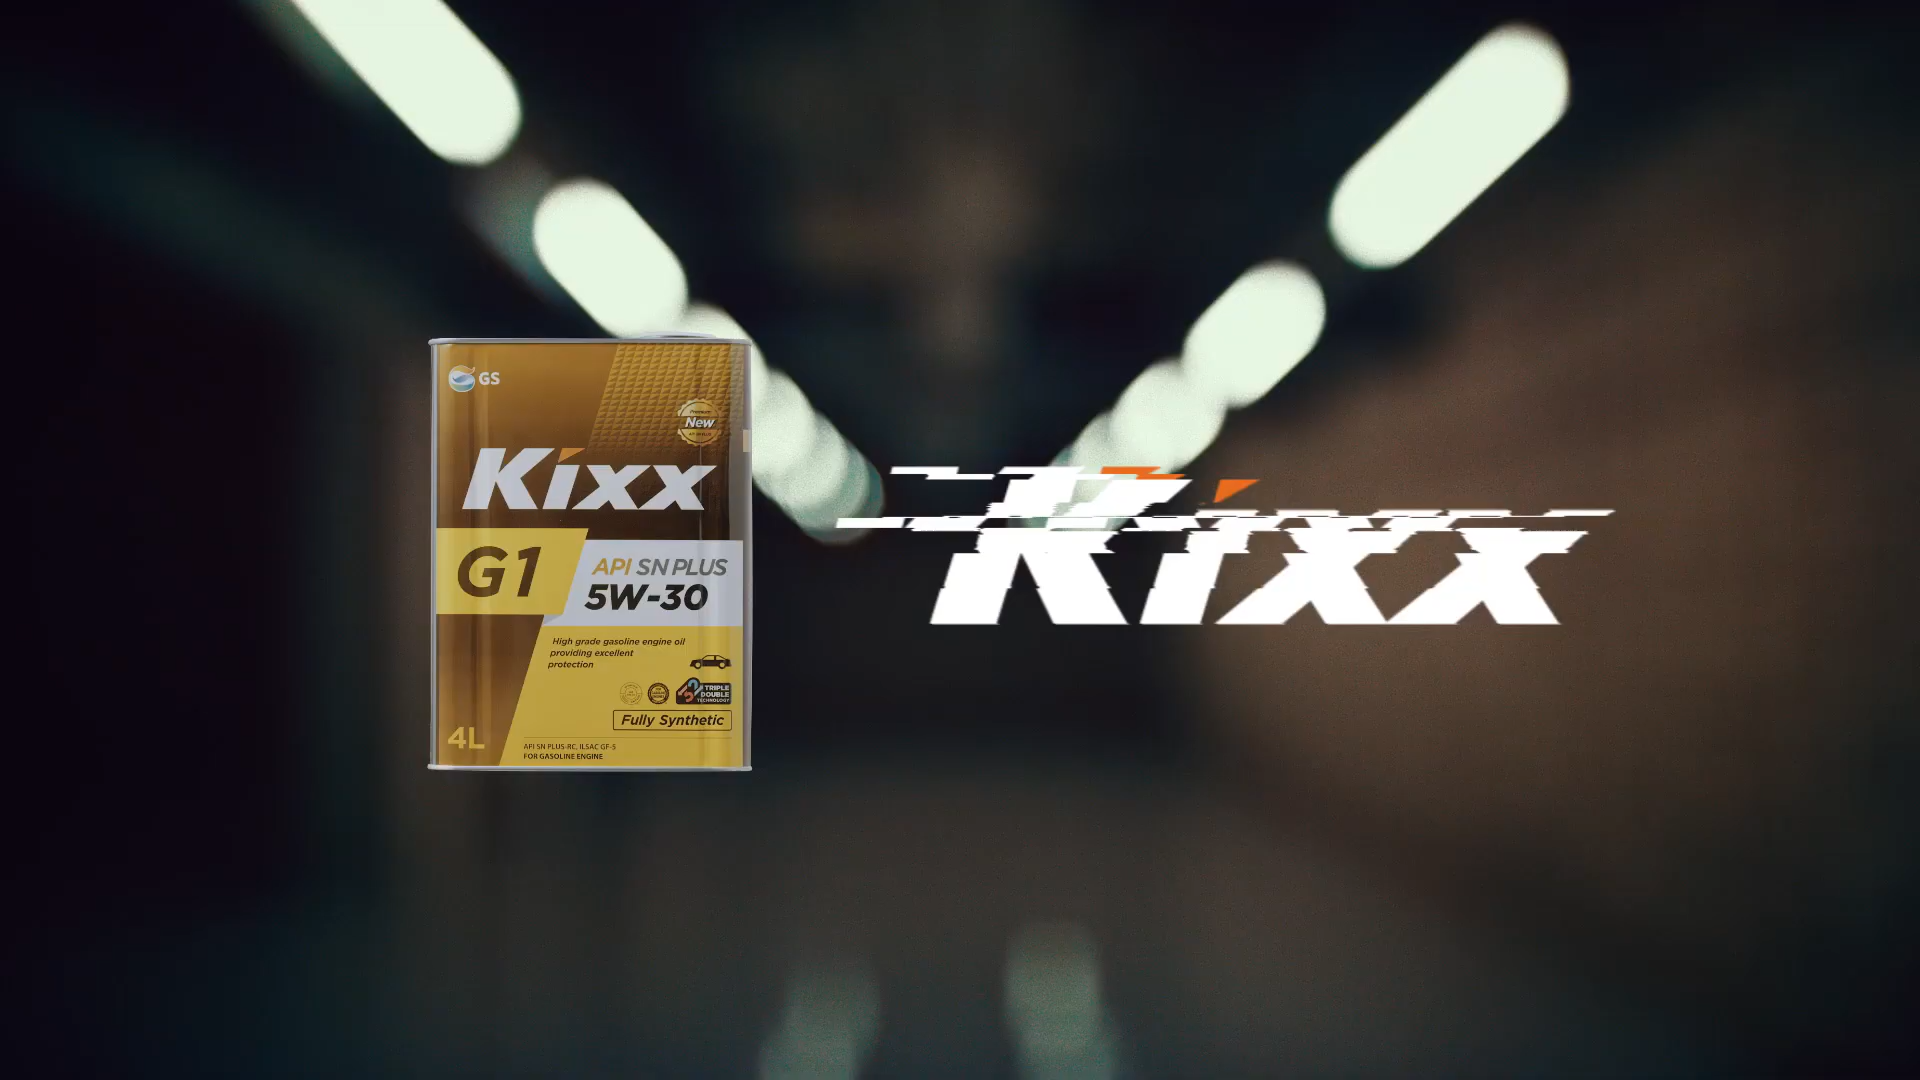 GS
Premium
New
Kixx
G1
API SN PLUS
5W-30
High grade gasoline engine oil
providing excellent
protection
TRIPLE
DOUBLE
TECHNOLOGY
Fully Synthetic
4L
API SN PLUS-RC, ILSAC GF-5
FOR GASOLINE ENGINE
Kixx